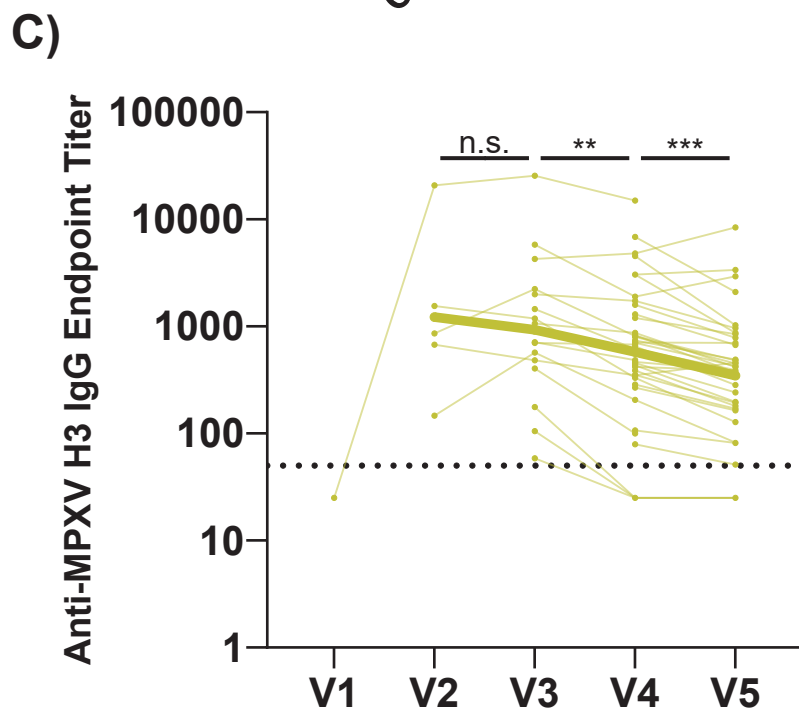 C)
Anti-MPXV H3 IgG Endpoint Titer
100000
10000
1000
100
10
1
n.s.
**
***
V1
V2
V3
V4
V5